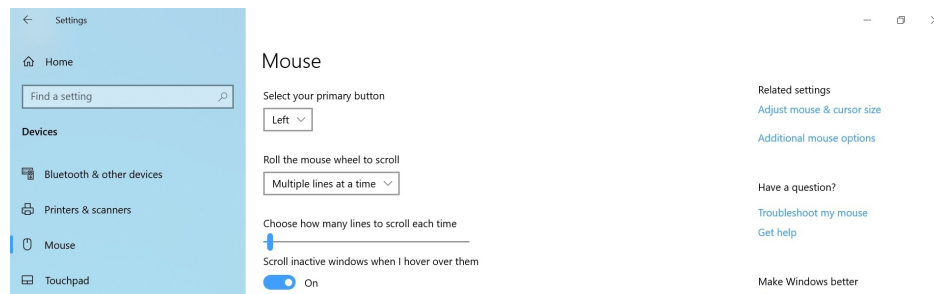 Settings
Home
Find a setting
Devices
Bluetooth & other devices
Printers & scanners
Mouse
Touchpad
Mouse
Select your primary button
Left
Roll the mouse wheel to scroll
Multiple lines at a time
Choose how many lines to scroll each time
Scroll inactive windows when I hover over them
On
Related settings
Adjust mouse & cursor size
Additional mouse options
Have a question?
Troubleshoot my mouse
Get help
Make Windows better